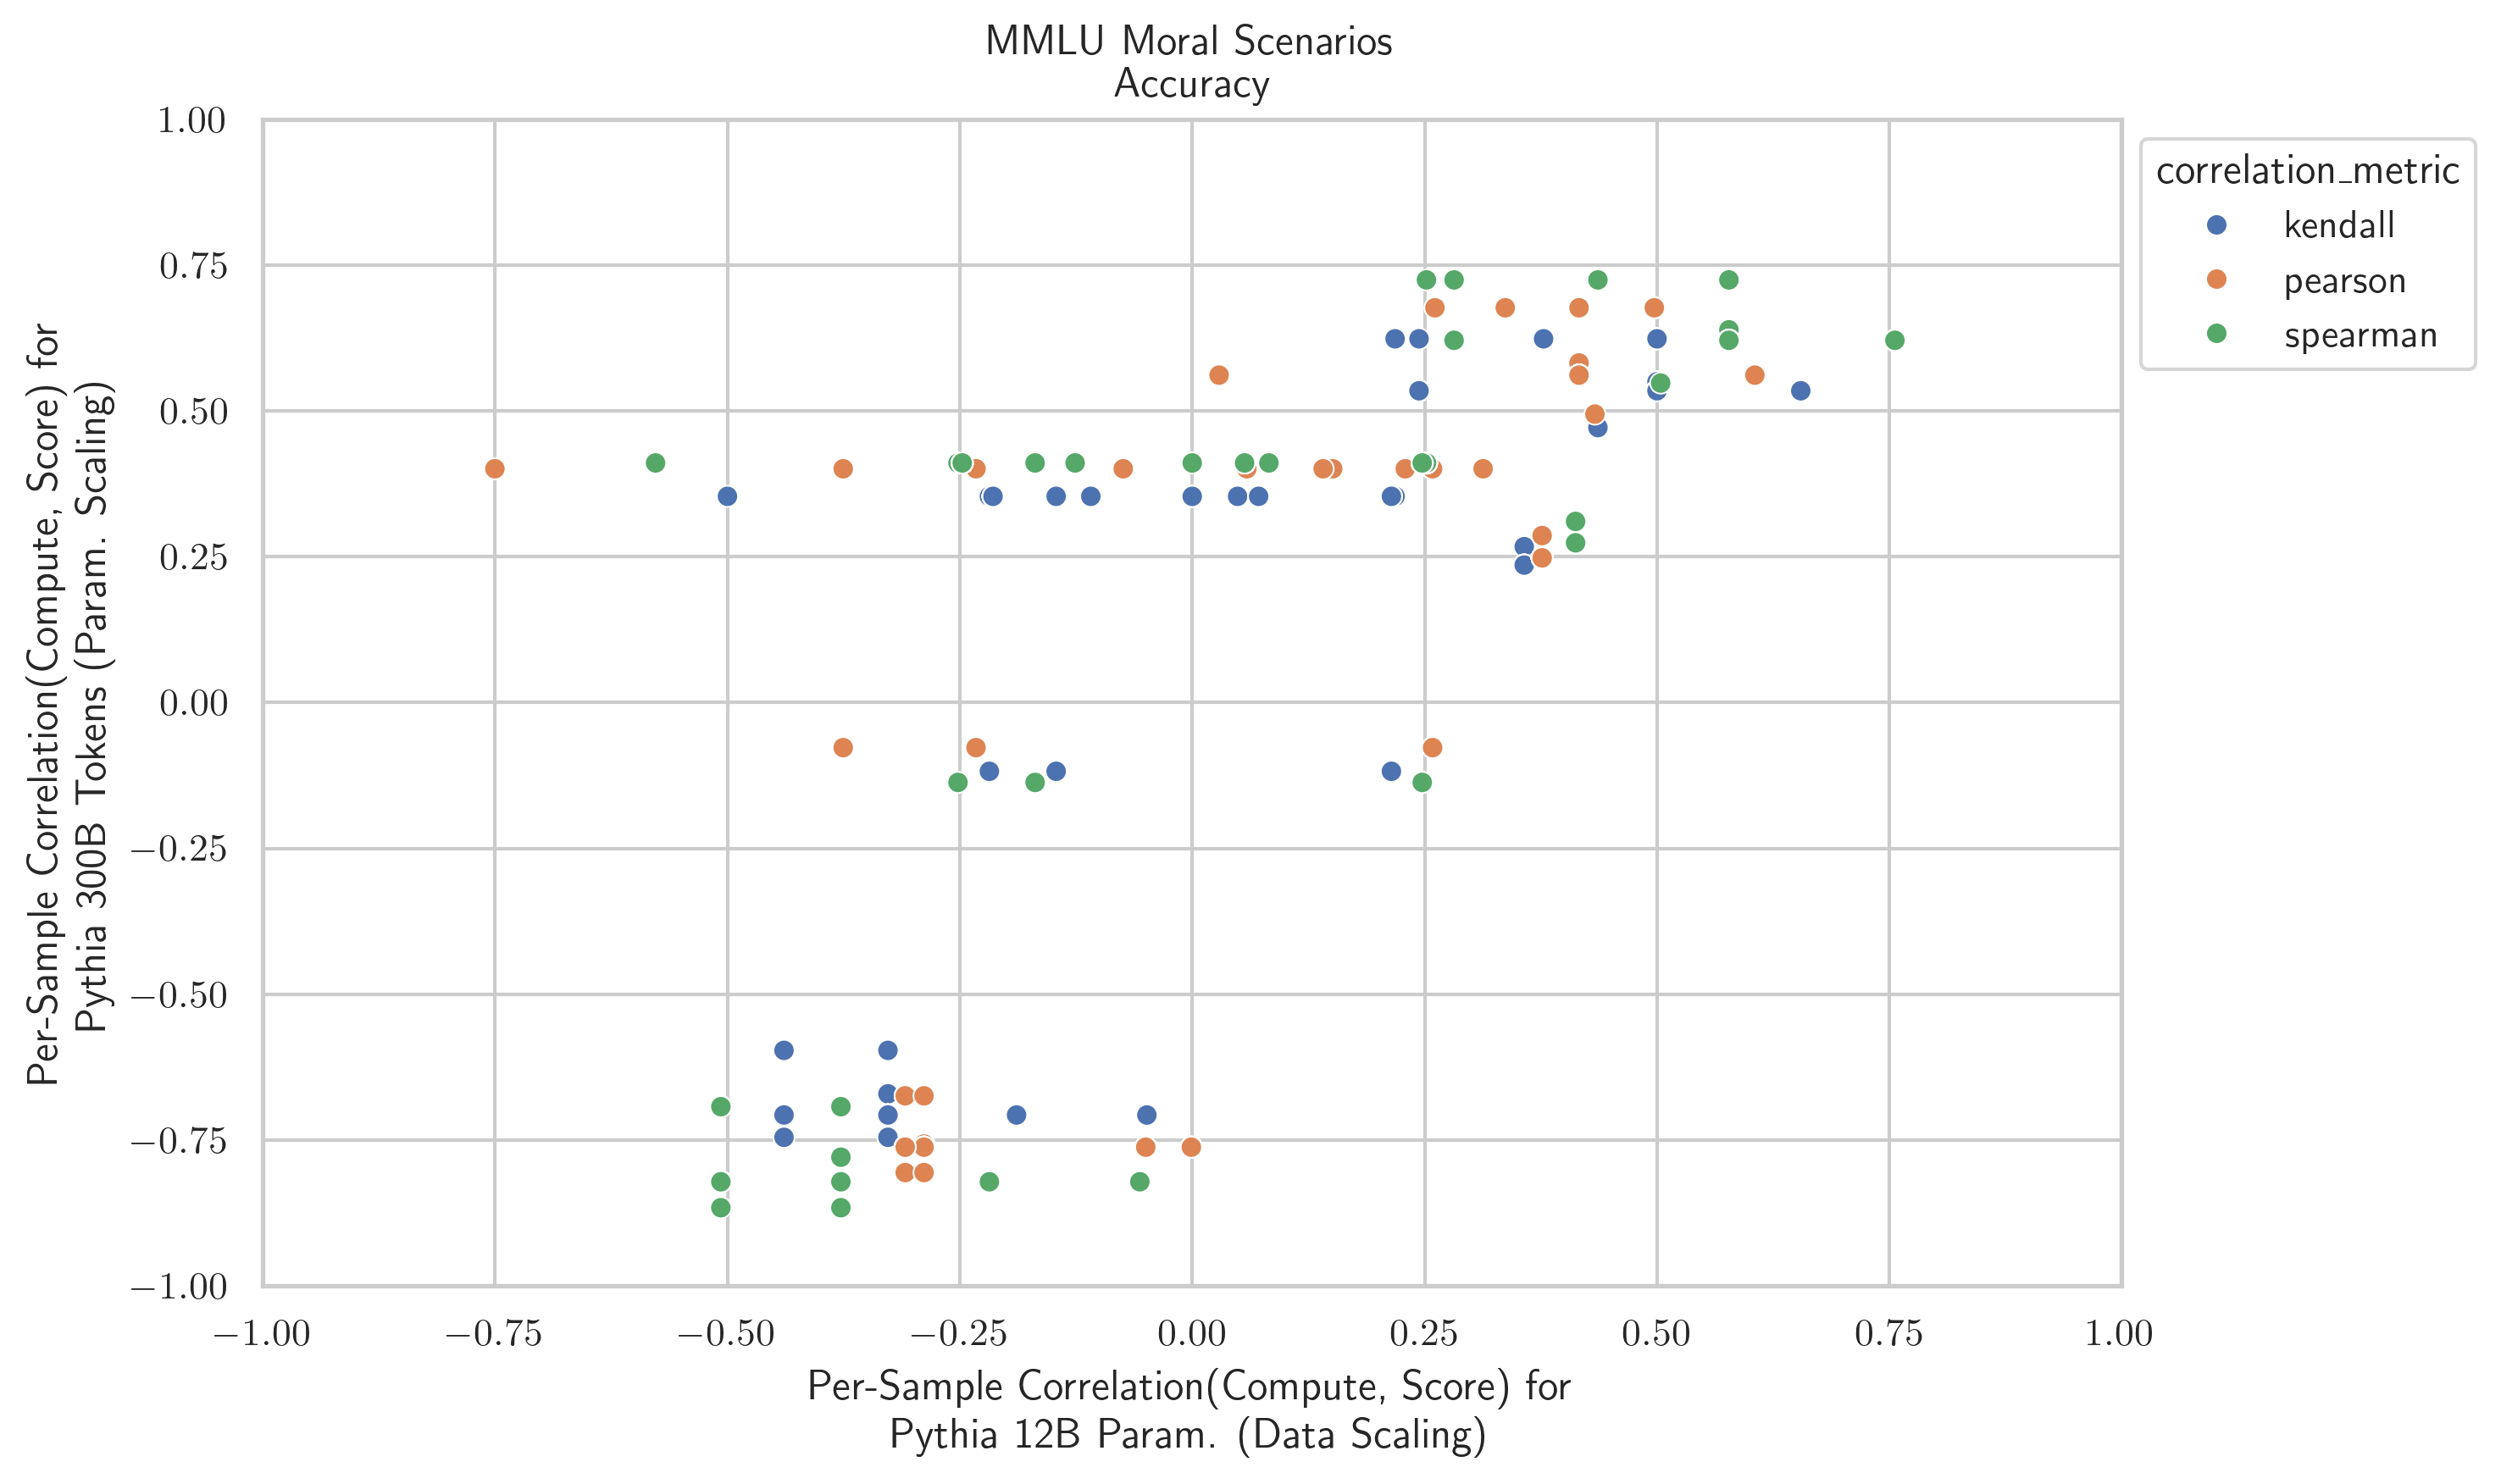 MMLU Moral Scenarios
Accuracy
Per-Sample Correlation(Compute, Score) for
Pythia 300B Tokens (Param. Scaling)
1.00
0.75
0.50
0.25
0.00
−0.25
−0.50
−0.75
−1.00
−1.00 −0.75 −0.50 −0.25 0.00 0.25 0.50 0.75 1.00
Per-Sample Correlation(Compute, Score) for
Pythia 12B Param. (Data Scaling)
correlation_metric
kendall
pearson
spearman